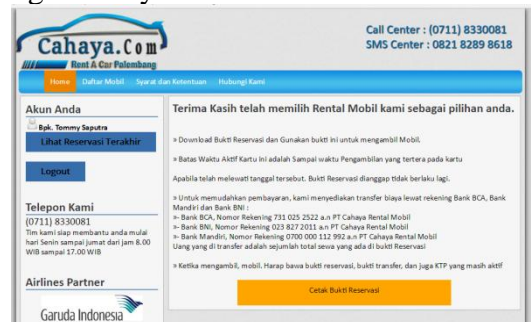 Cahaya.Com
Rent A Car Palembang
Call Center : (0711) 8330081
SMS Center : 0821 8289 8618
Home Daftar Mobil Syarat dan Ketentuan Hubungi Kami
Akun Anda
Bpk. Tommy Saputra
Lihat Reservasi Terakhir
Logout
Telepon Kami
(0711) 8330081
Tim kami siap membantu anda mulai
hari Senin sampai jumat dari jam 8.00
WIB sampai 17.00 WIB
Airlines Partner
Garuda Indonesia
Terima Kasih telah memilih Rental Mobil kami sebagai pilihan anda.
» Download Bukti Reservasi dan Gunakan bukti ini untuk mengambil Mobil.
» Batas Waktu Aktif Kartu ini adalah Sampai waktu Pengambilan yang tertera pada kartu
Apabila telah melewati tanggal tersebut. Bukti Reservasi dianggap tidak berlaku lagi.
» Untuk memudahkan pembayaran, kami menyediakan transfer biaya lewat rekening Bank BCA, Bank
Mandiri dan Bank BNI :
»- Bank BCA, Nomor Rekening 731 025 2522 a.n PT Cahaya Rental Mobil
»- Bank BNI, Nomor Rekening 023 827 2011 a.n PT Cahaya Rental Mobil
»- Bank Mandiri, Nomor Rekening 0700 000 112 992 a.n PT Cahaya Rental Mobil
Uang yang di transfer adalah sejumlah total sewa yang ada di bukti Reservasi
» Ketika mengambil, mobil. Harap bawa bukti reservasi, bukti transfer, dan juga KTP yang masih aktif
Cetak Bukti Reservasi